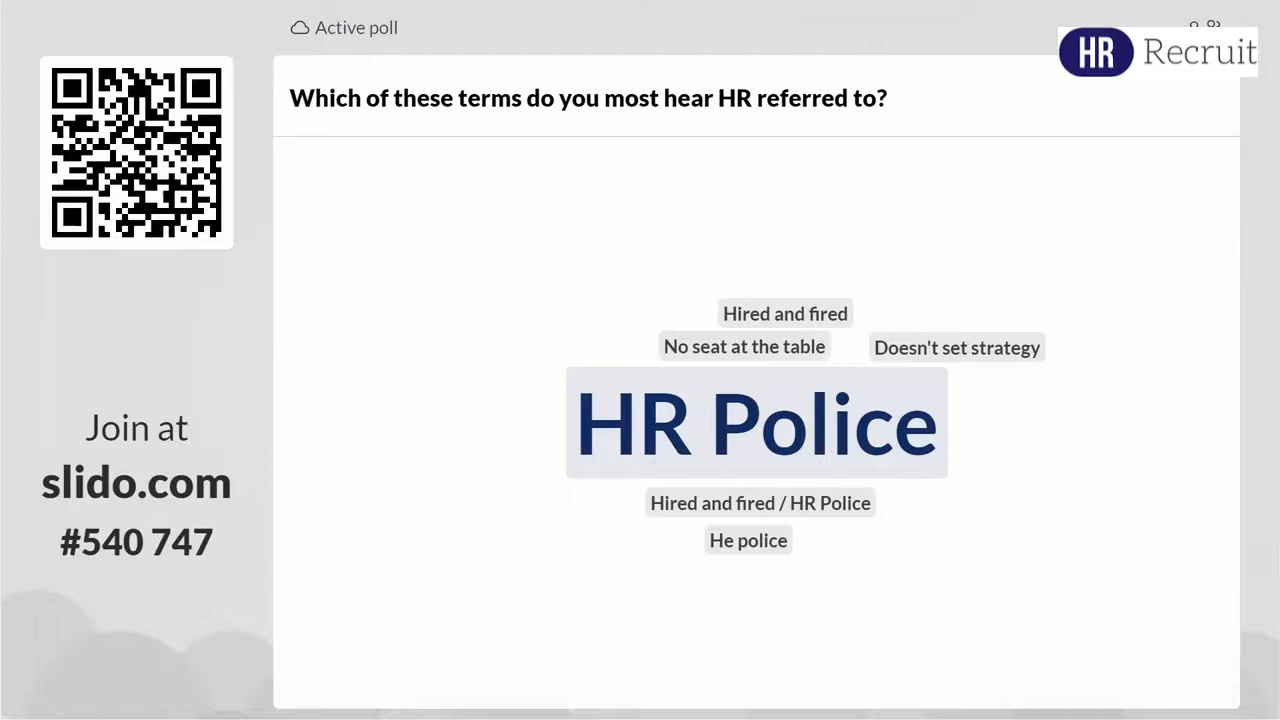 Active poll
HR Recruit
Which of these terms do you most hear HR referred to?
Hired and fired
No seat at the table
Doesn't set strategy
HR Police
Hired and fired / HR Police
He police
Join at
slido.com
#540 747